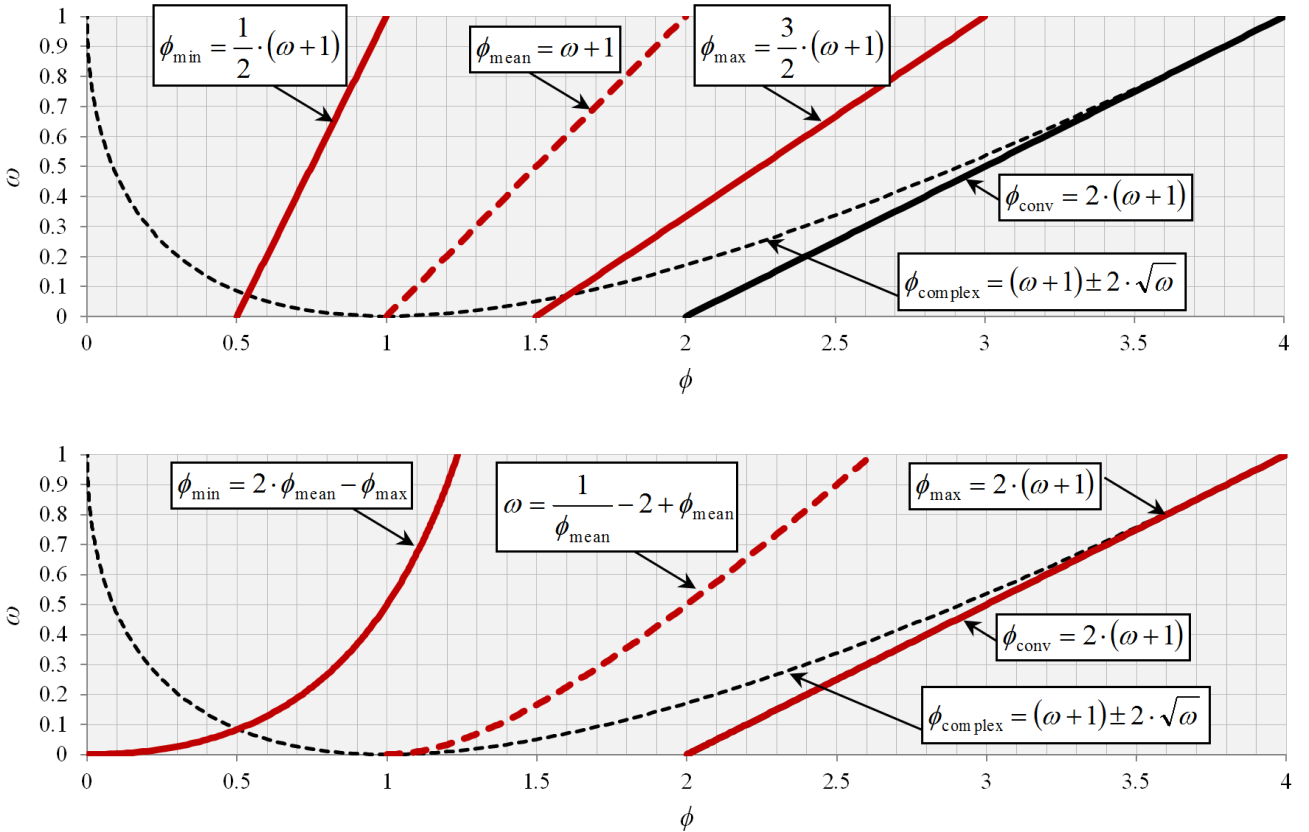 1
0.9
0.8
0.7
0.6
0.5
0.4
0.3
0.2
0.1
0
ω
ϕmin = 1/2 · (ω + 1)
ϕmean = ω + 1
ϕmax = 3/2 · (ω + 1)
ϕconv = 2 · (ω + 1)
ϕcomplex = (ω + 1) ± 2 · √ω
0 0.5 1 1.5 2 2.5 3 3.5 4
ϕ
1
0.9
0.8
0.7
0.6
0.5
0.4
0.3
0.2
0.1
0
ω
ϕmin = 2 · ϕmean − ϕmax
ω = 1/ϕmean − 2 + ϕmean
ϕmax = 2 · (ω + 1)
ϕconv = 2 · (ω + 1)
ϕcomplex = (ω + 1) ± 2 · √ω
0 0.5 1 1.5 2 2.5 3 3.5 4
ϕ